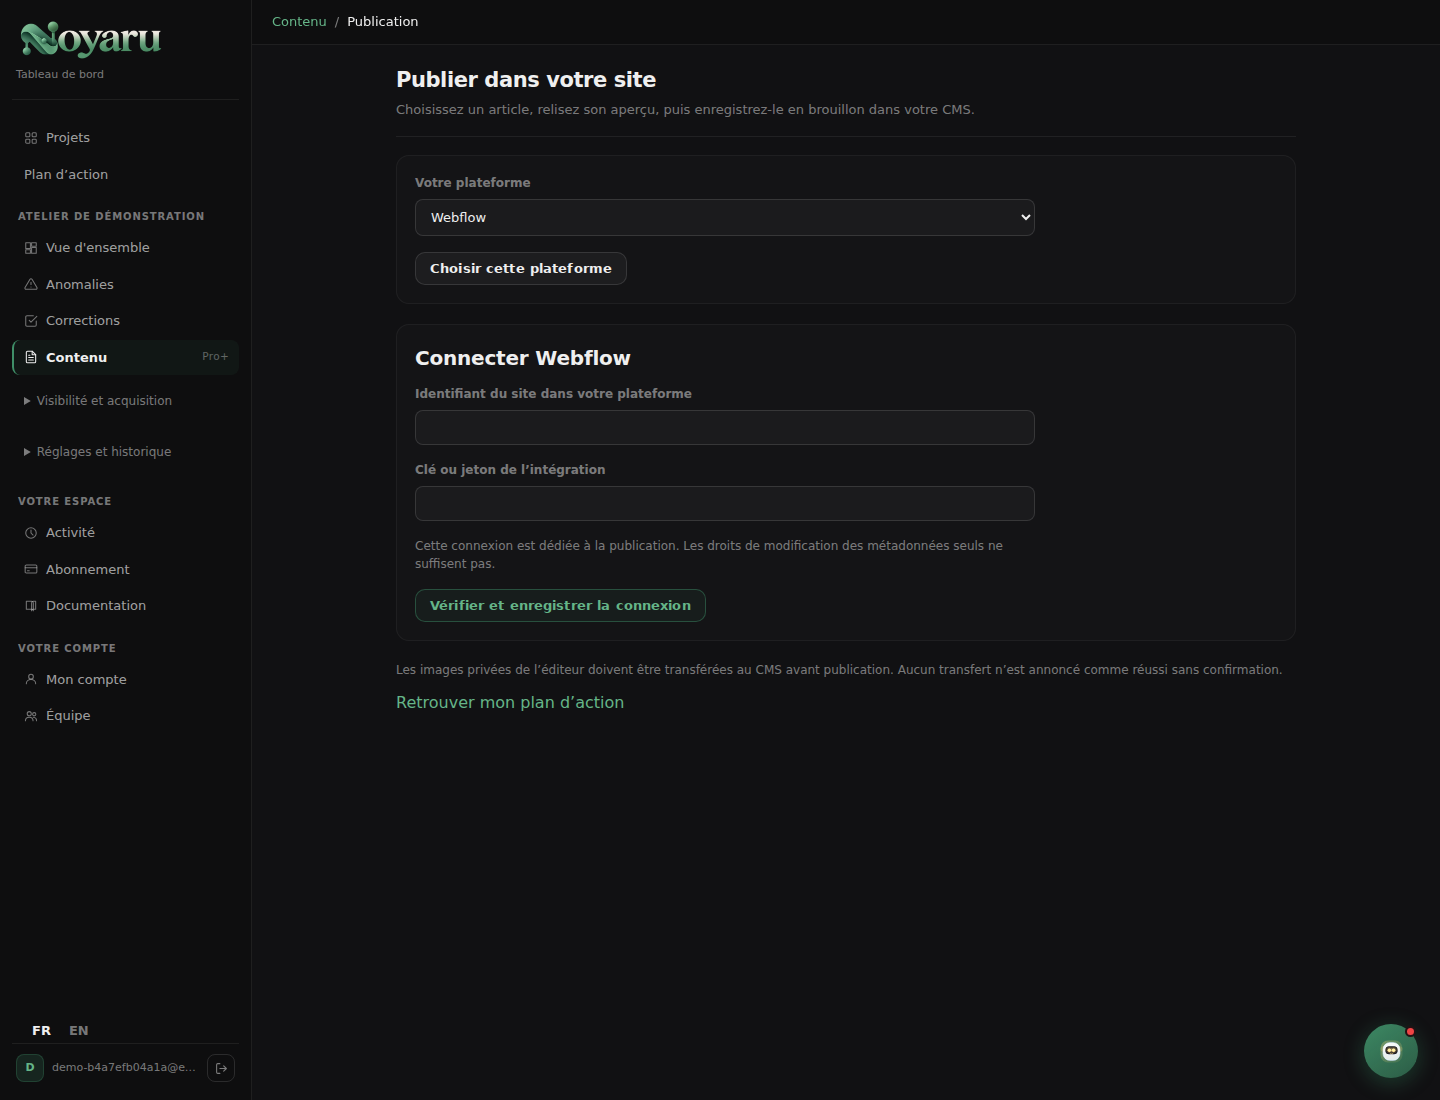 Noyaru
Tableau de bord
Projets
Plan d’action
ATELIER DE DÉMONSTRATION
Vue d'ensemble
Anomalies
Corrections
Contenu Pro+
Visibilité et acquisition
Réglages et historique
VOTRE ESPACE
Activité
Abonnement
Documentation
VOTRE COMPTE
Mon compte
Équipe
FR EN
D demo-b4a7efb04a1a@e...
Contenu / Publication
Publier dans votre site
Choisissez un article, relisez son aperçu, puis enregistrez-le en brouillon dans votre CMS.
Votre plateforme
Webflow
Choisir cette plateforme
Connecter Webflow
Identifiant du site dans votre plateforme
Clé ou jeton de l’intégration
Cette connexion est dédiée à la publication. Les droits de modification des métadonnées seuls ne
suffisent pas.
Vérifier et enregistrer la connexion
Les images privées de l’éditeur doivent être transférées au CMS avant publication. Aucun transfert n’est annoncé comme réussi sans confirmation.
Retrouver mon plan d’action